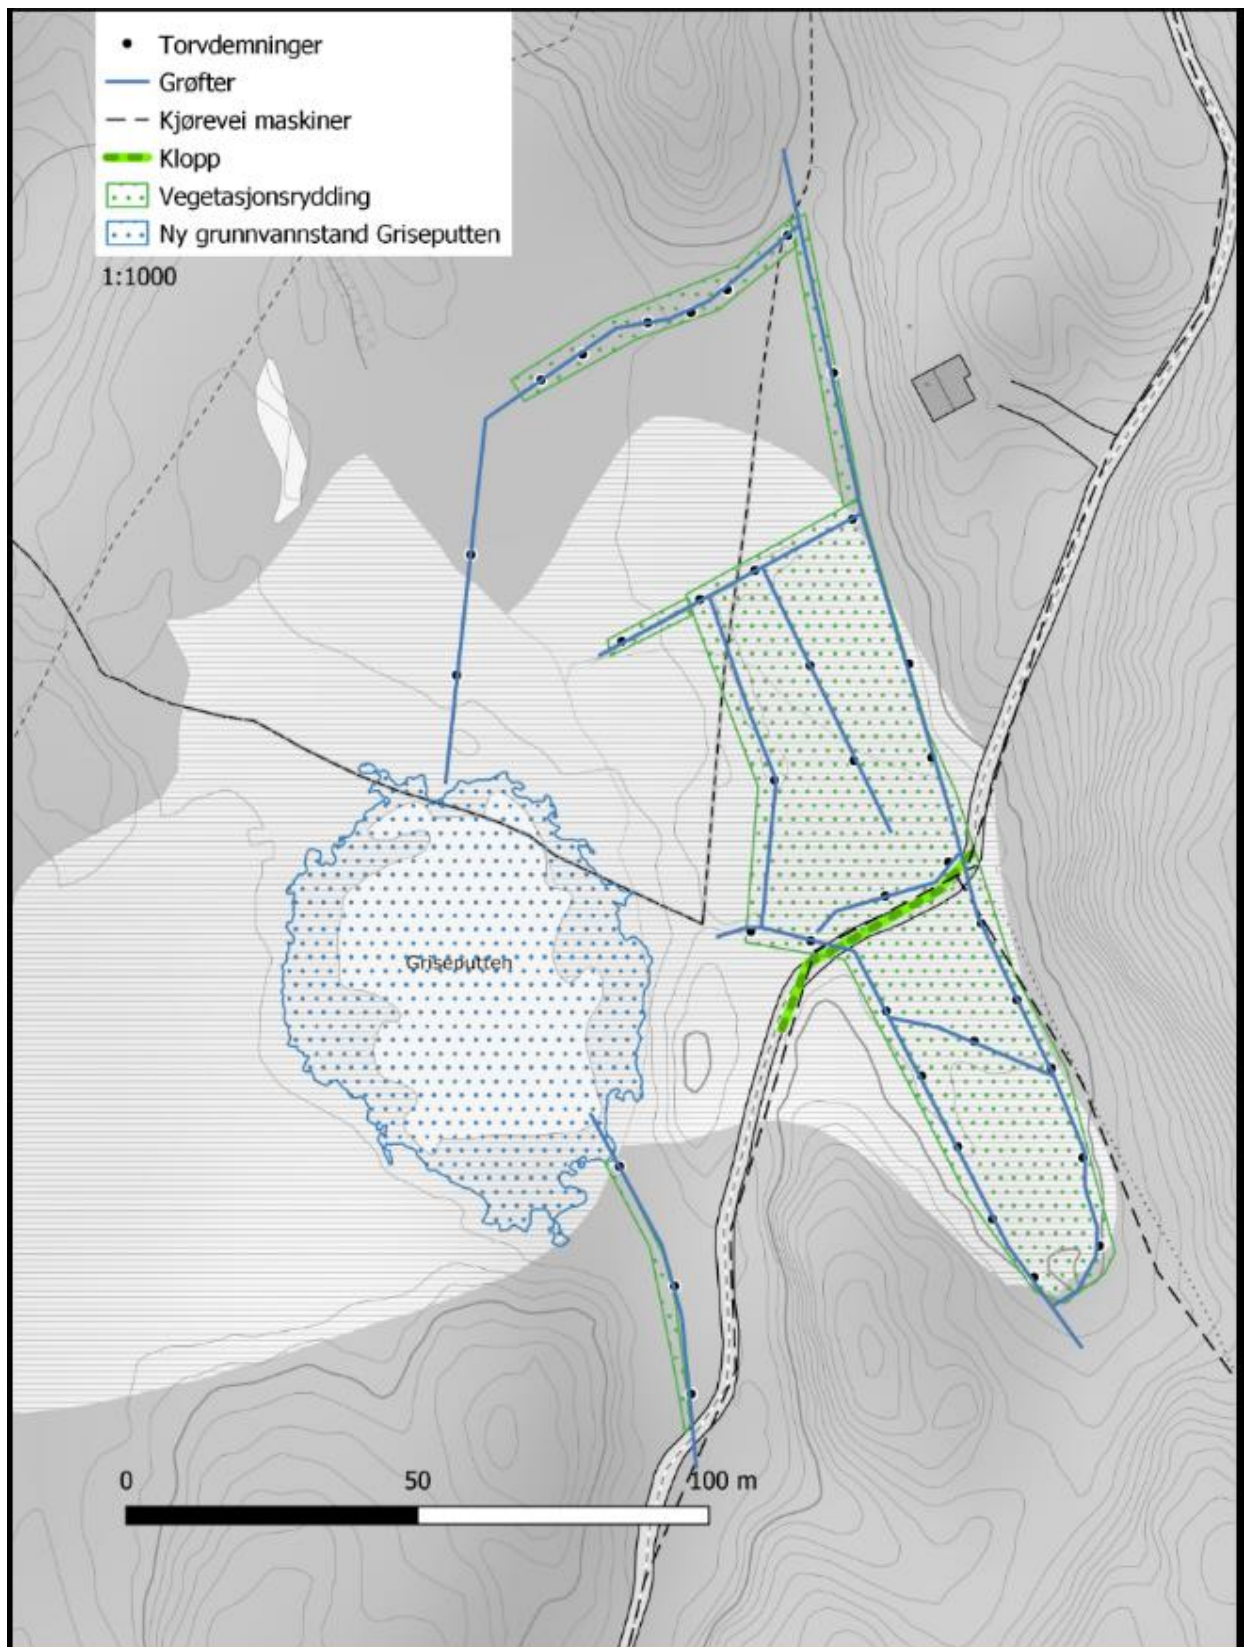 Torvdemninger
Grøfter
Kjørevei maskiner
Klopp
Vegetasjonsrydding
Ny grunnvannstand Griseputten
1:1000
Griseputten
0 50 100 m